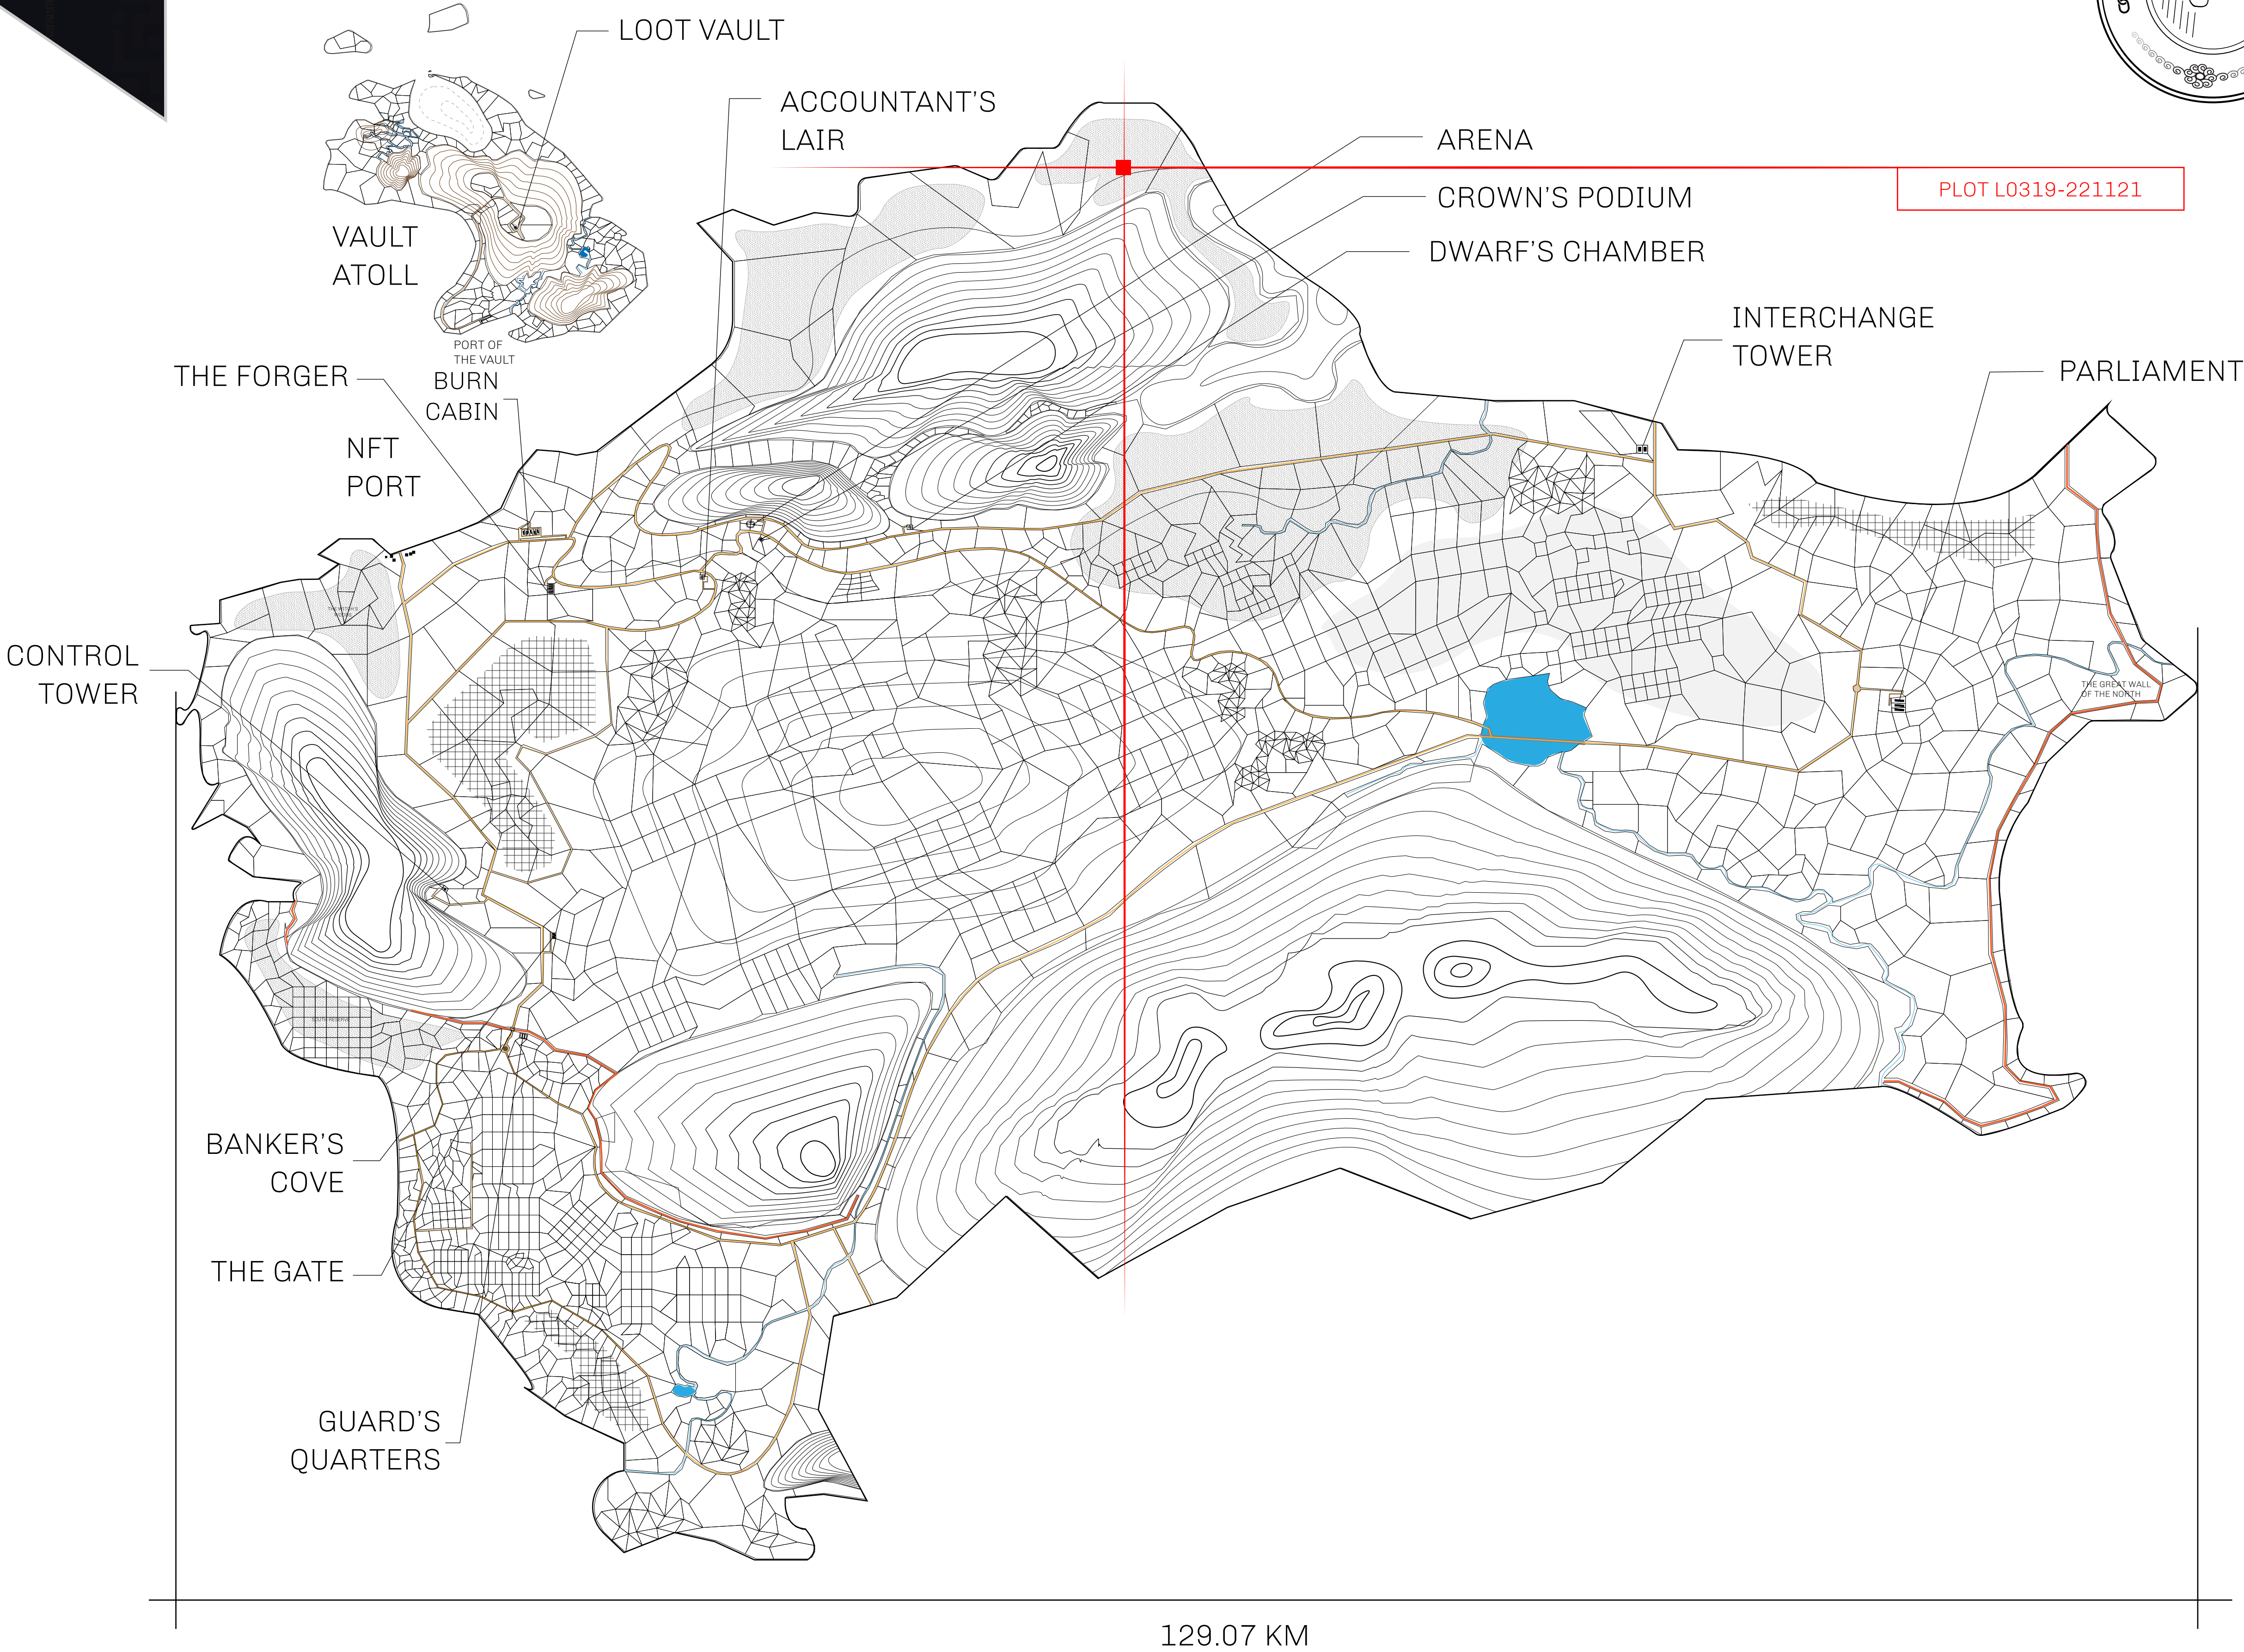 LOOT VAULT
ACCOUNTANT'S
LAIR
ARENA
PLOT L0319-221121
CROWN'S PODIUM
VAULT
ATOLL
DWARF'S CHAMBER
INTERCHANGE
TOWER
PORT OF
THE VAULT
THE FORGER
BURN
CABIN
PARLIAMENT
NFT
PORT
CONTROL
TOWER
THE GREAT WALL
OF THE NORTH
SOUTH RESERVE
BANKER'S
COVE
THE GATE
GUARD'S
QUARTERS
129.07 KM